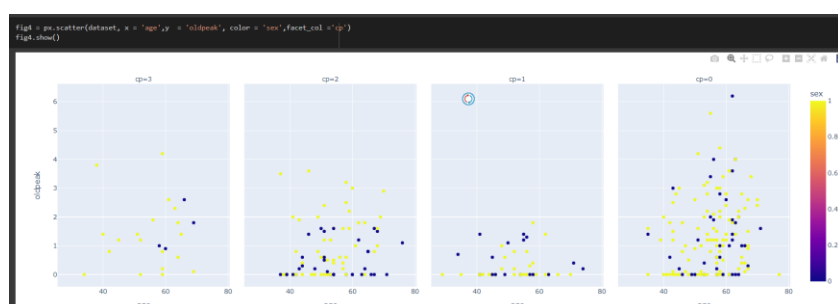 fig4 = px.scatter(dataset, x = 'age',y  = 'oldpeak', color = 'sex',facet_col ='cp')
fig4.show()
cp=3 cp=2 cp=1 cp=0
sex
6
5
4
3
2
1
0
oldpeak
1
0.8
0.6
0.4
0.2
0
40 60 80 40 60 80 40 60 80 40 60 80